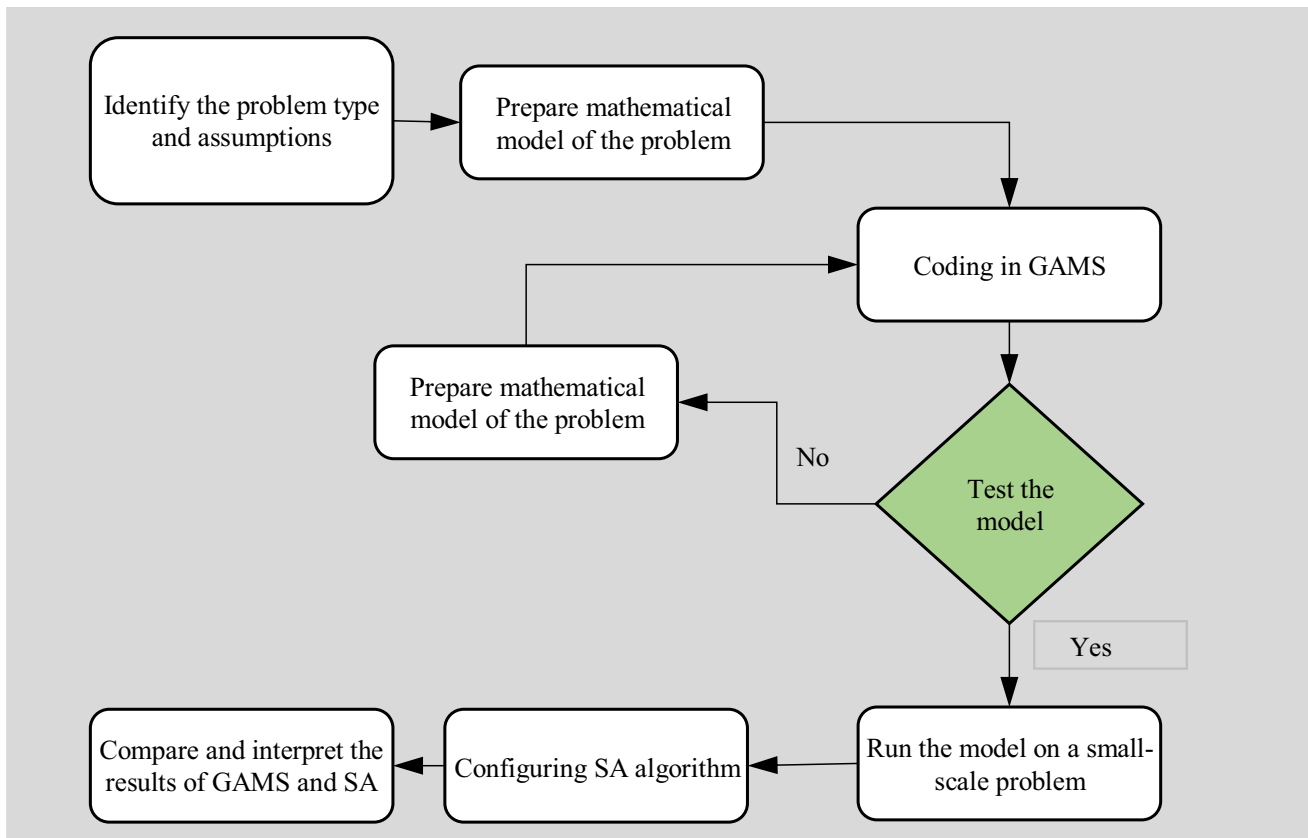 Identify the problem type
and assumptions
Prepare mathematical
model of the problem
Coding in GAMS
Prepare mathematical
model of the problem
No
Test the
model
Yes
Run the model on a small-
scale problem
Configuring SA algorithm
Compare and interpret the
results of GAMS and SA